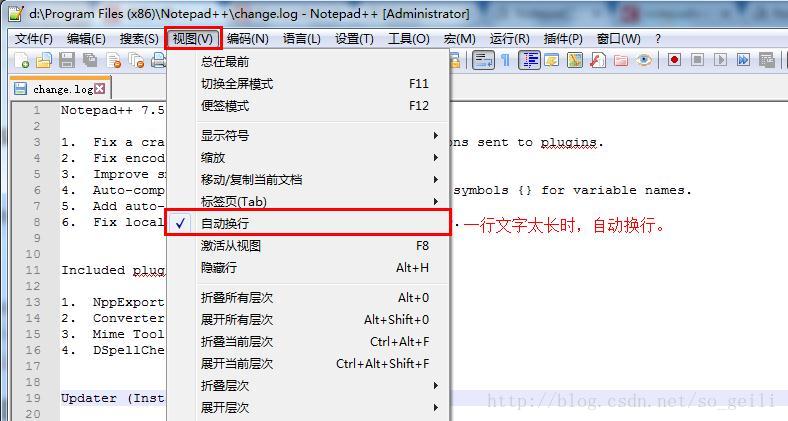 d:\Program Files (x86)\Notepad++\change.log - Notepad++ [Administrator]
文件(F) 编辑(E) 搜索(S) 视图(V) 编码(N) 语言(L) 设置(T) 工具(O) 宏(M) 运行(R) 插件(P) 窗口(W) ?
change.log
总在最前
切换全屏模式 F11
便签模式 F12
显示符号
缩放
移动/复制当前文档
标签页(Tab)
自动换行
激活从视图 F8
隐藏行 Alt+H
折叠所有层次 Alt+0
展开所有层次 Alt+Shift+0
折叠当前层次 Ctrl+Alt+F
展开当前层次 Ctrl+Alt+Shift+F
折叠层次
展开层次
1 Notepad++ 7.5
2
3 1. Fix a cra ons sent to plugins.
4 2. Fix encod
5 3. Improve s
6 4. Auto-comp symbols {} for variable names.
7 5. Add auto-
8 6. Fix local .
一行文字太长时，自动换行。
9
10
11 Included plug
12
13 1. NppExport
14 2. Converter
15 3. Mime Tool
16 4. DSpellChe
17
18
19 Updater (Inst
20
http://blog.csdn.net/so_geili